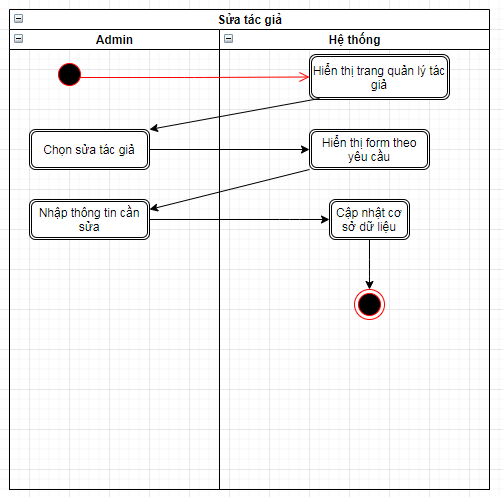 Sửa tác giả
Admin
Hệ thống
Hiển thị trang quản lý tác
giả
Chọn sửa tác giả
Hiển thị form theo
yêu cầu
Nhập thông tin cần
sửa
Cập nhật cơ
sở dữ liệu